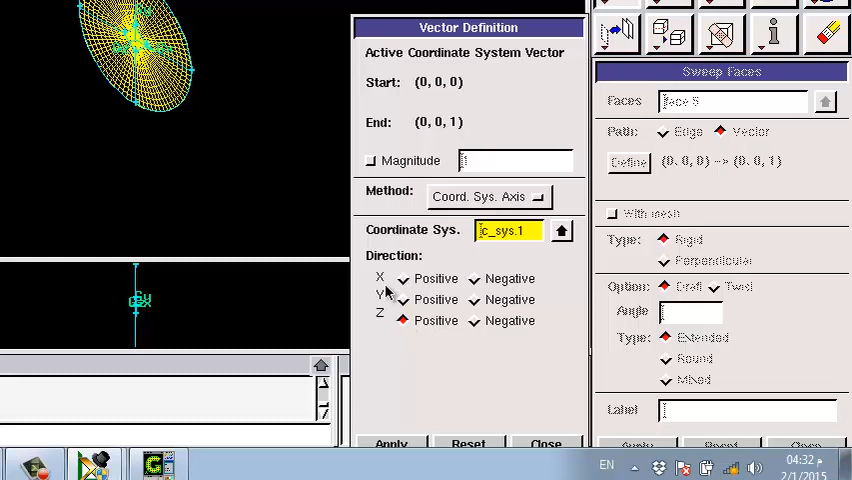 Vector Definition
Active Coordinate System Vector
Start: (0, 0, 0)
End: (0, 0, 1)
Magnitude 1
Method: Coord. Sys. Axis
Coordinate Sys. c_sys.1
Direction:
X Positive Negative
Y Positive Negative
Z Positive Negative
Apply Reset Close
Sweep Faces
Faces face 5
Path: Edge Vector
Define (0, 0, 0) -> (0, 0, 1)
With mesh
Type: Rigid
Perpendicular
Option: Draft Twist
Angle
Type: Extended
Round
Mixed
Label
Apply Reset
EN
04:32 م
2/1/2015